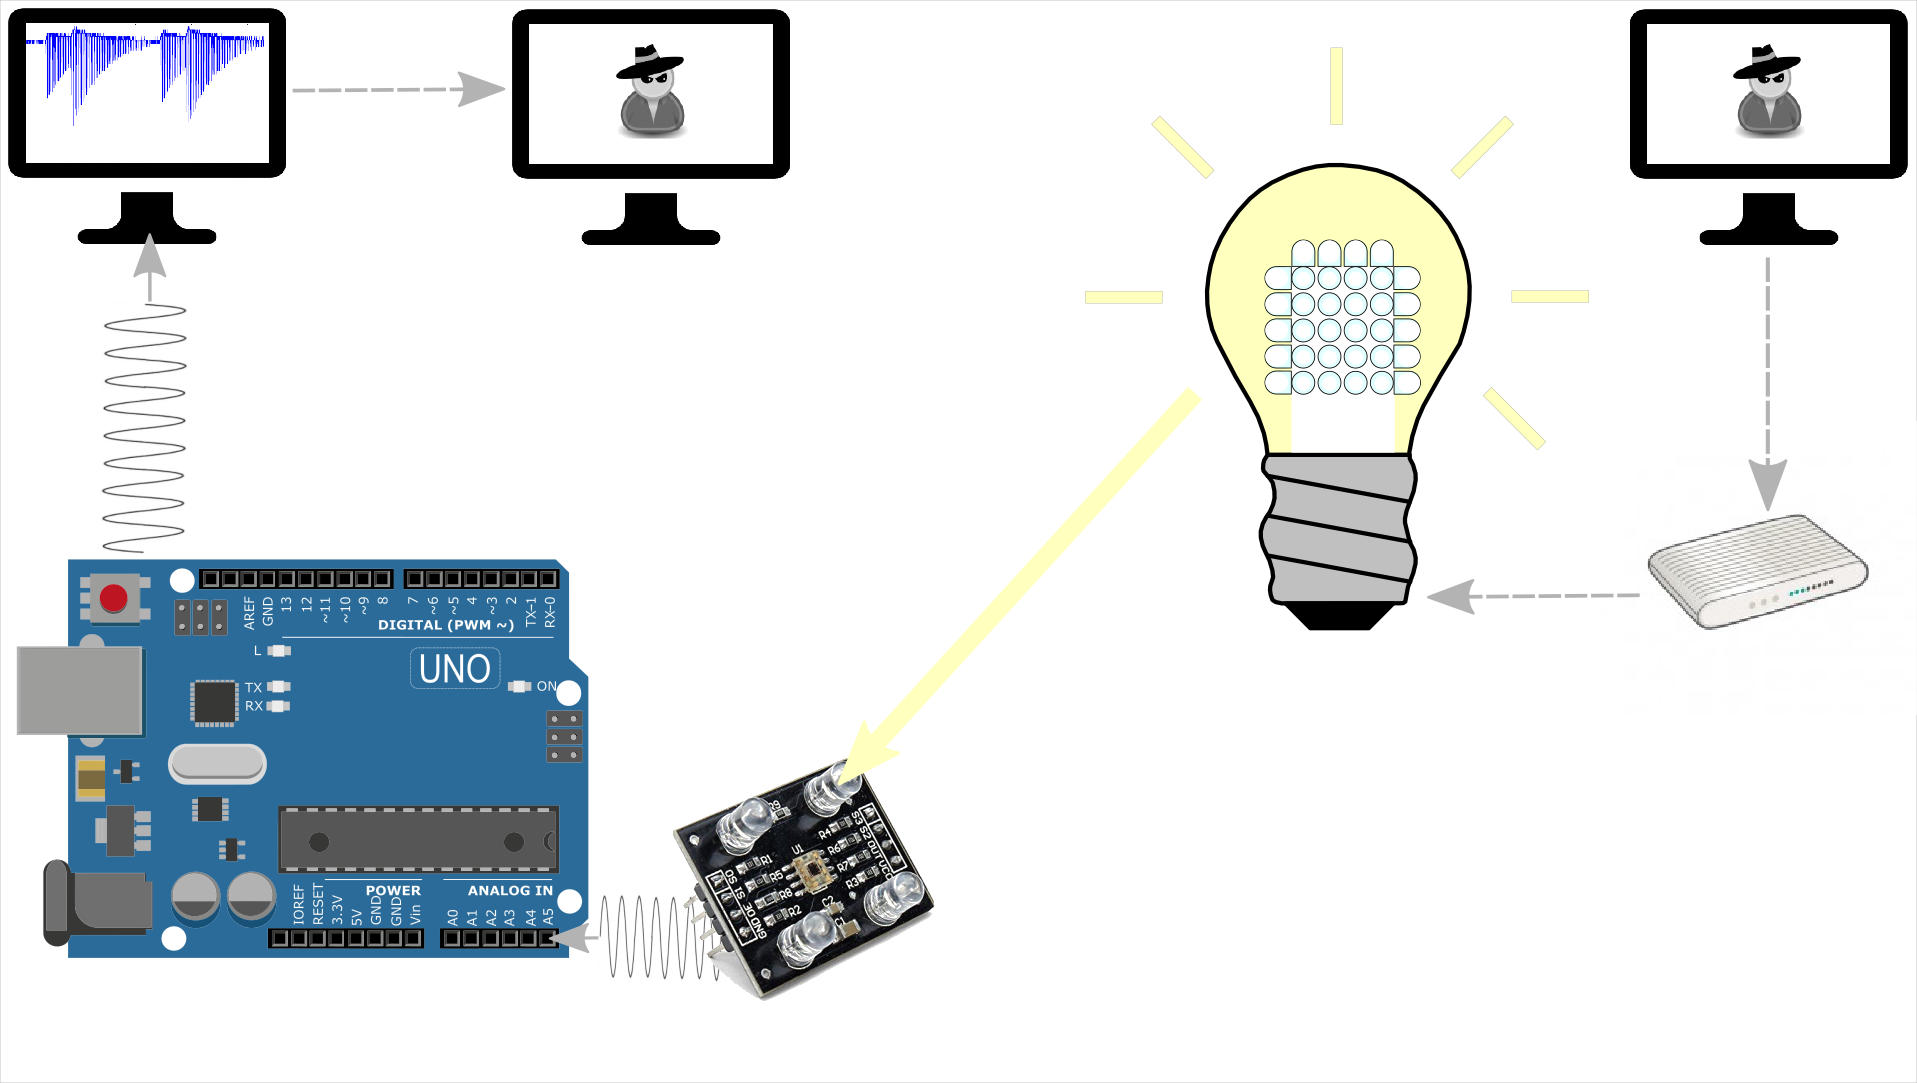 AREF
GND
13
12
~11
~10
~9
8
7
~6
~5
4
~3
2
TX→1
RX←0
DIGITAL (PWM ~)
L
UNO
TX
RX
ON
IOREF
RESET
3.3V
5V
GND
GND
Vin
POWER
ANALOG IN
A0
A1
A2
A3
A4
A5
S3
S2
OUT
VCC
R4
R6
R7
R3
U1
R1
R5
R8
R2
C2
C1
S0
S1
OE
GND